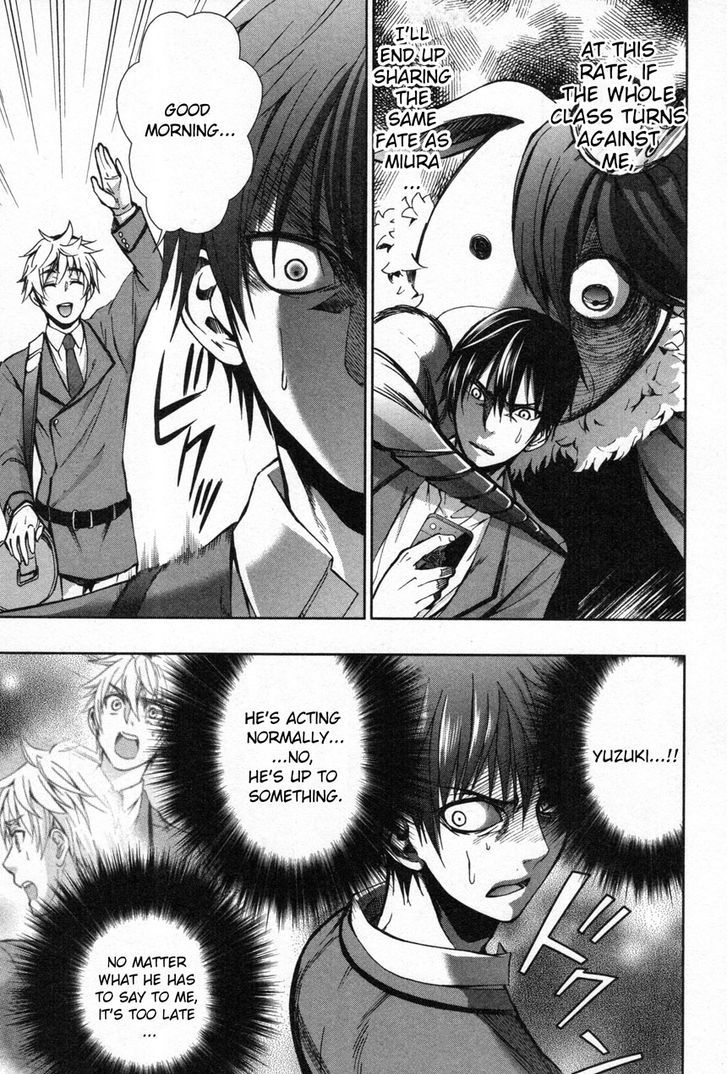 AT THIS
RATE, IF
THE WHOLE
CLASS TURNS
AGAINST
ME,
I'LL
END UP
SHARING
THE
SAME
FATE AS
MIURA
...
GOOD
MORNING...
YUZUKI...!!
HE'S ACTING
NORMALLY...
...NO,
HE'S UP TO
SOMETHING.
ドクン
NO MATTER
WHAT HE HAS
TO SAY TO ME,
IT'S TOO LATE
...